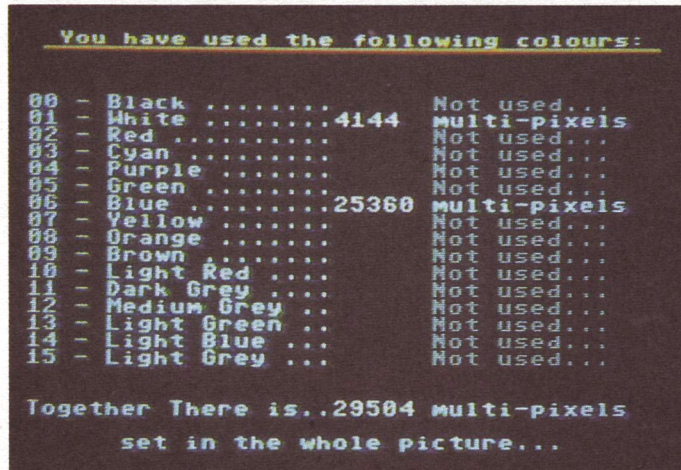 You have used the following colours:
00 - Black ........ Not used...
01 - White ........4144 multi-pixels
02 - Red .......... Not used...
03 - Cyan ......... Not used...
04 - Purple ....... Not used...
05 - Green ........ Not used...
06 - Blue .........25360 multi-pixels
07 - Yellow ....... Not used...
08 - Orange ....... Not used...
09 - Brown ........ Not used...
10 - Light Red .... Not used...
11 - Dark Grey .... Not used...
12 - Medium Grey .. Not used...
13 - Light Green .. Not used...
14 - Light Blue ... Not used...
15 - Light Grey ... Not used...
Together There is..29504 multi-pixels
set in the whole picture...